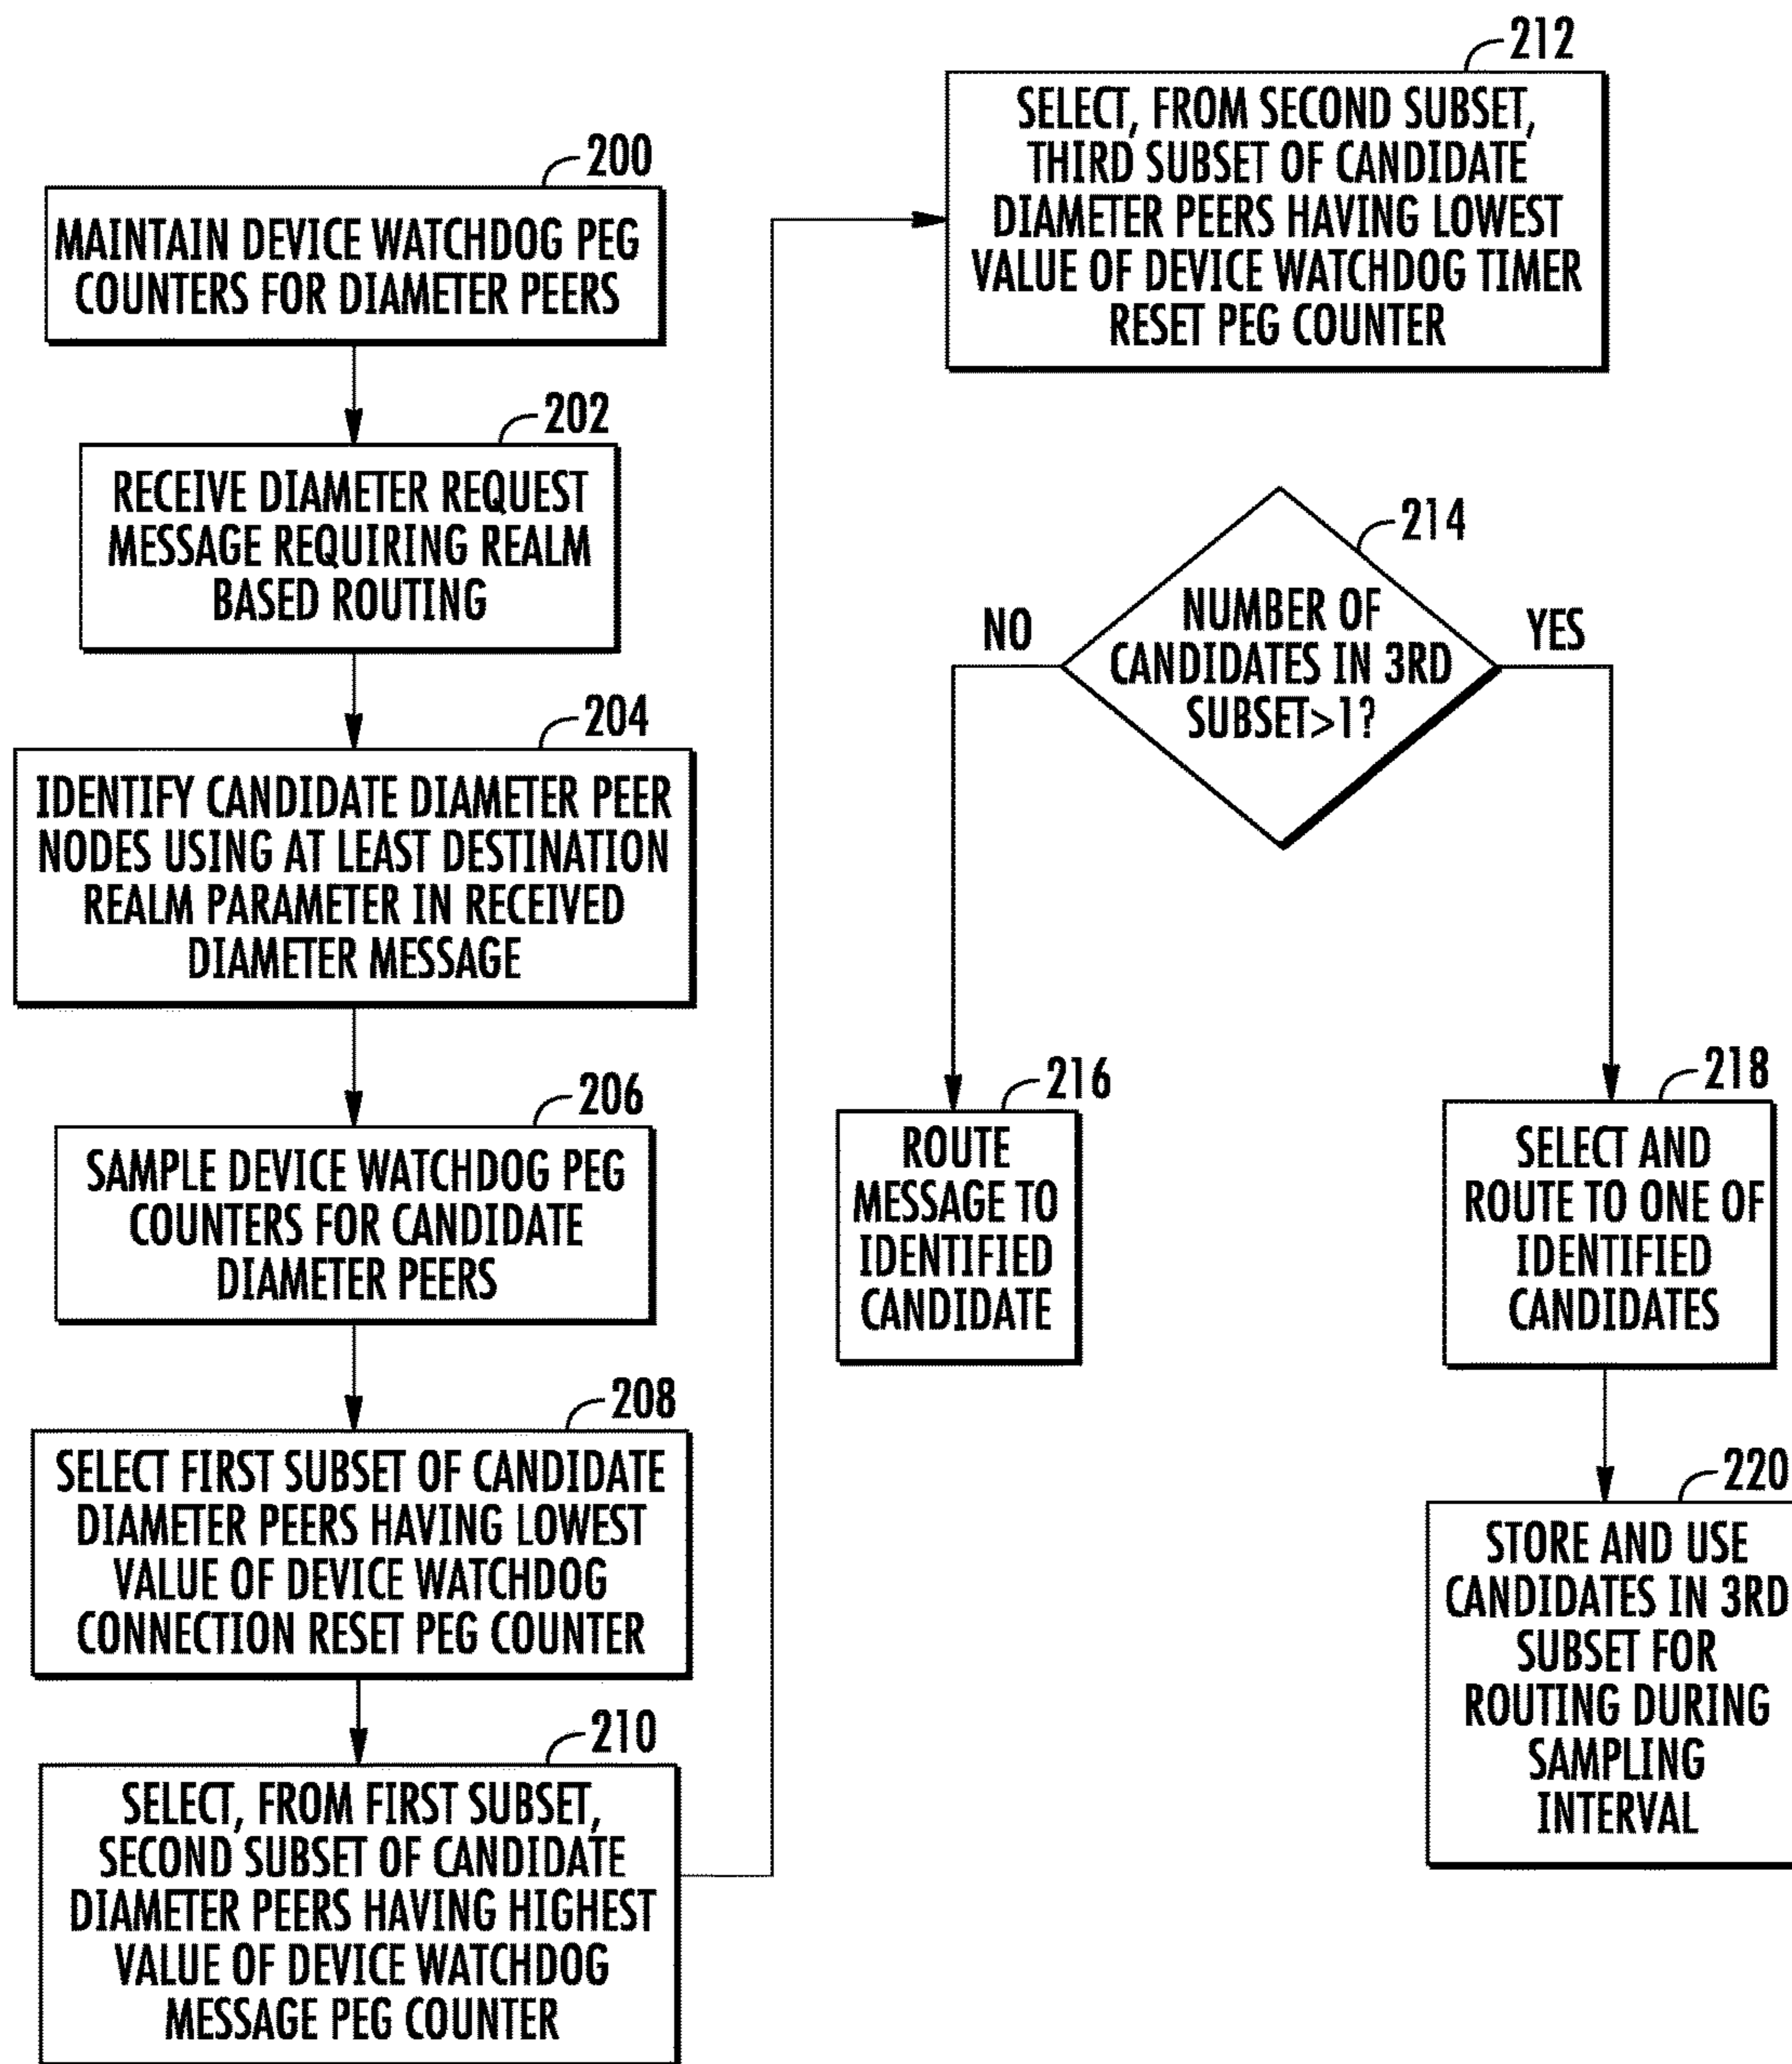 200
MAINTAIN DEVICE WATCHDOG PEG
COUNTERS FOR DIAMETER PEERS
202
RECEIVE DIAMETER REQUEST
MESSAGE REQUIRING REALM
BASED ROUTING
204
IDENTIFY CANDIDATE DIAMETER PEER
NODES USING AT LEAST DESTINATION
REALM PARAMETER IN RECEIVED
DIAMETER MESSAGE
206
SAMPLE DEVICE WATCHDOG PEG
COUNTERS FOR CANDIDATE
DIAMETER PEERS
208
SELECT FIRST SUBSET OF CANDIDATE
DIAMETER PEERS HAVING LOWEST
VALUE OF DEVICE WATCHDOG
CONNECTION RESET PEG COUNTER
210
SELECT, FROM FIRST SUBSET,
SECOND SUBSET OF CANDIDATE
DIAMETER PEERS HAVING HIGHEST
VALUE OF DEVICE WATCHDOG
MESSAGE PEG COUNTER
212
SELECT, FROM SECOND SUBSET,
THIRD SUBSET OF CANDIDATE
DIAMETER PEERS HAVING LOWEST
VALUE OF DEVICE WATCHDOG TIMER
RESET PEG COUNTER
214
NUMBER OF
CANDIDATES IN 3RD
SUBSET>1?
NO
YES
216
ROUTE
MESSAGE TO
IDENTIFIED
CANDIDATE
218
SELECT AND
ROUTE TO ONE OF
IDENTIFIED
CANDIDATES
220
STORE AND USE
CANDIDATES IN 3RD
SUBSET FOR
ROUTING DURING
SAMPLING
INTERVAL